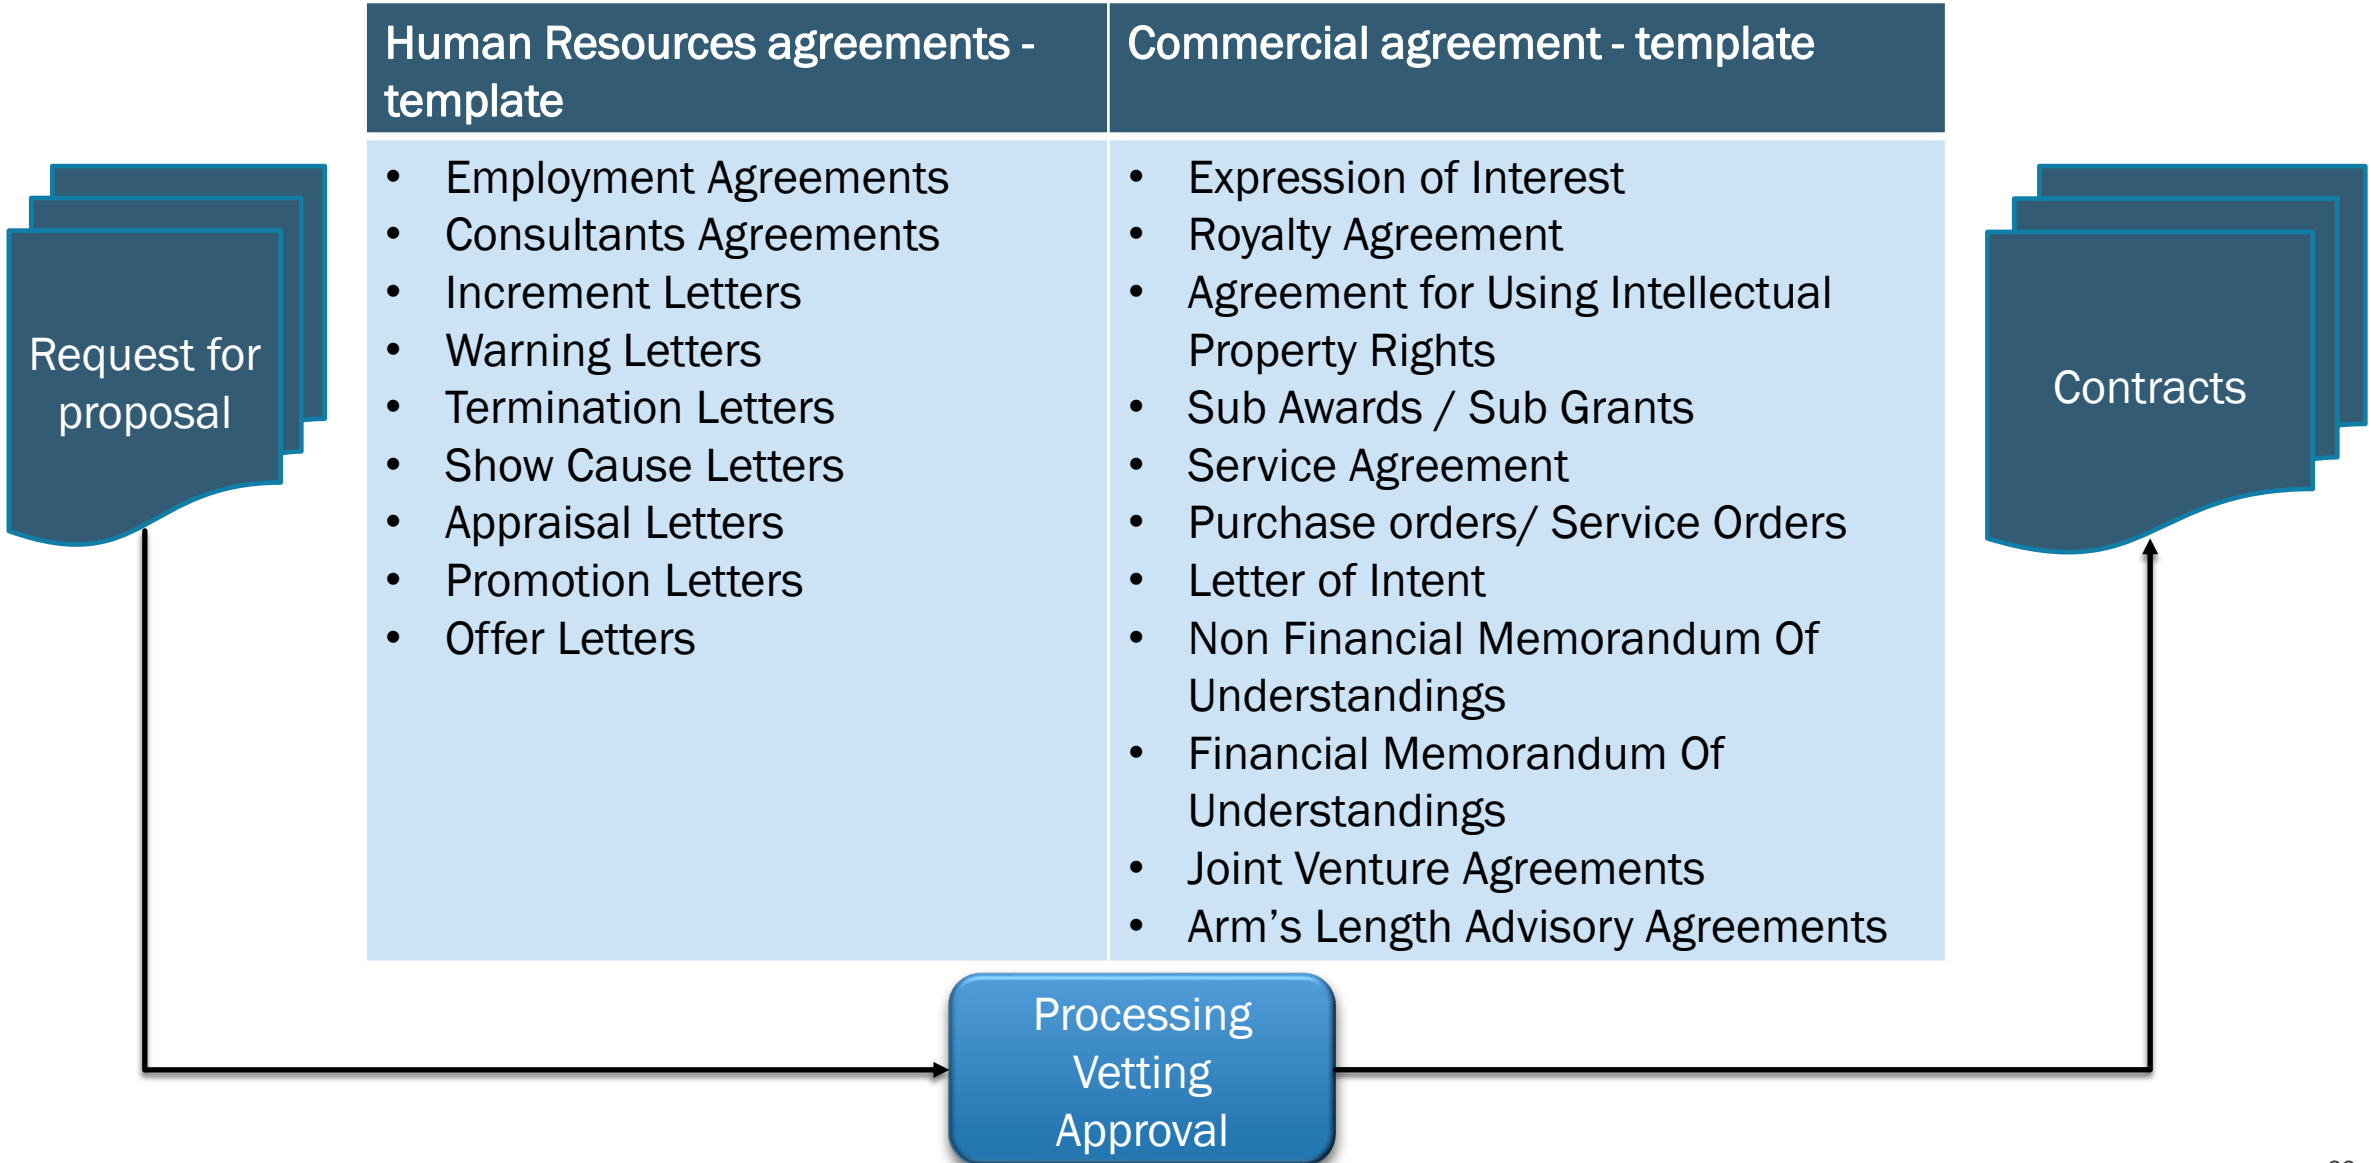 Human Resources agreements -
template
Commercial agreement - template
Request for
proposal
• Employment Agreements
• Consultants Agreements
• Increment Letters
• Warning Letters
• Termination Letters
• Show Cause Letters
• Appraisal Letters
• Promotion Letters
• Offer Letters
• Expression of Interest
• Royalty Agreement
• Agreement for Using Intellectual
Property Rights
• Sub Awards / Sub Grants
• Service Agreement
• Purchase orders/ Service Orders
• Letter of Intent
• Non Financial Memorandum Of
Understandings
• Financial Memorandum Of
Understandings
• Joint Venture Agreements
• Arm’s Length Advisory Agreements
Contracts
Processing
Vetting
Approval